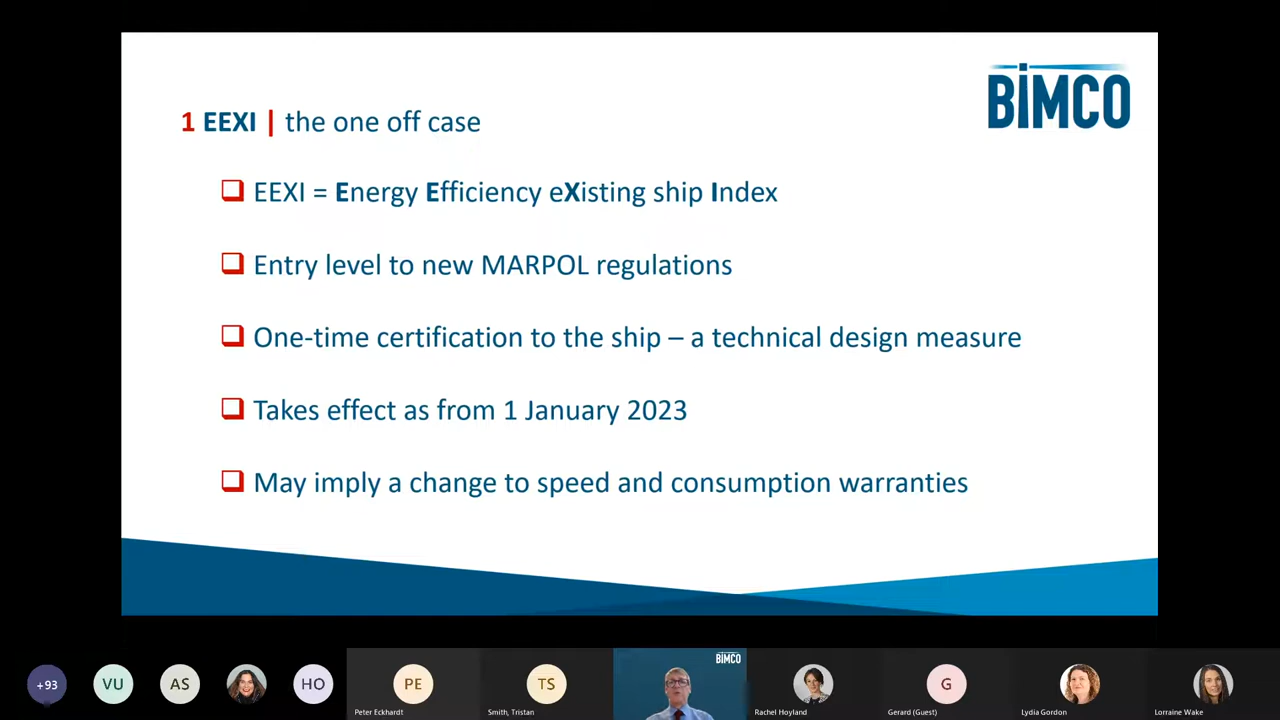 BIMCO
1 EEXI | the one off case
EEXI = Energy Efficiency eXisting ship Index
Entry level to new MARPOL regulations
One-time certification to the ship – a technical design measure
Takes effect as from 1 January 2023
May imply a change to speed and consumption warranties
+93
VU
AS
HO
PE
Peter Eckhardt
TS
Smith, Tristan
BIMCO
Rachel Hoyland
G
Gerard (Guest)
Lydia Gordon
Lorraine Wake